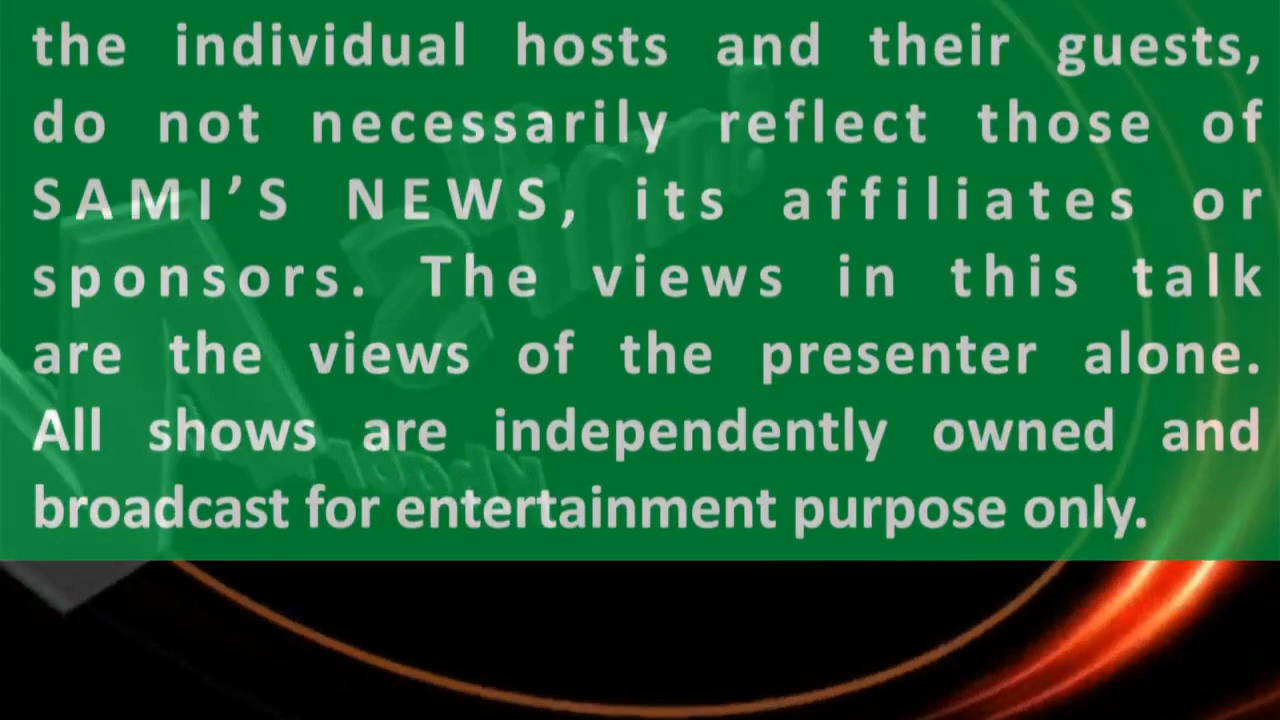 the individual hosts and their guests,
do not necessarily reflect those of
SAMI’S NEWS, its affiliates or
sponsors. The views in this talk
are the views of the presenter alone.
All shows are independently owned and
broadcast for entertainment purpose only.